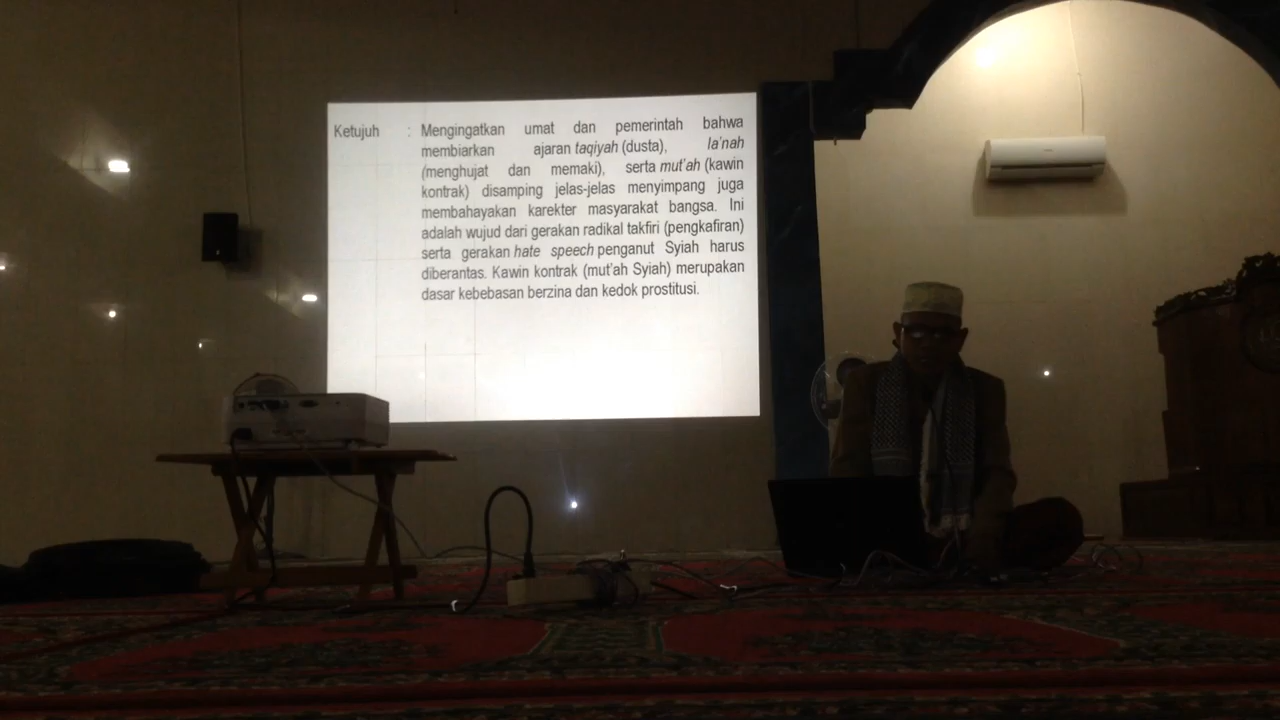 Ketujuh : Mengingatkan umat dan pemerintah bahwa
membiarkan ajaran taqiyah (dusta), la'nah
(menghujat dan memaki), serta mut'ah (kawin
kontrak) disamping jelas-jelas menyimpang juga
membahayakan karekter masyarakat bangsa. Ini
adalah wujud dari gerakan radikal takfiri (pengkafiran)
serta gerakan hate speech penganut Syiah harus
diberantas. Kawin kontrak (mut'ah Syiah) merupakan
dasar kebebasan berzina dan kedok prostitusi.